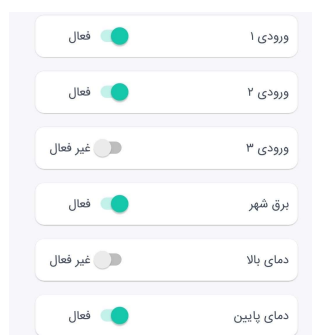 ورودی ۱ فعال
ورودی ۲ فعال
ورودی ۳ غیر فعال
برق شهر فعال
دمای بالا غیر فعال
دمای پایین فعال